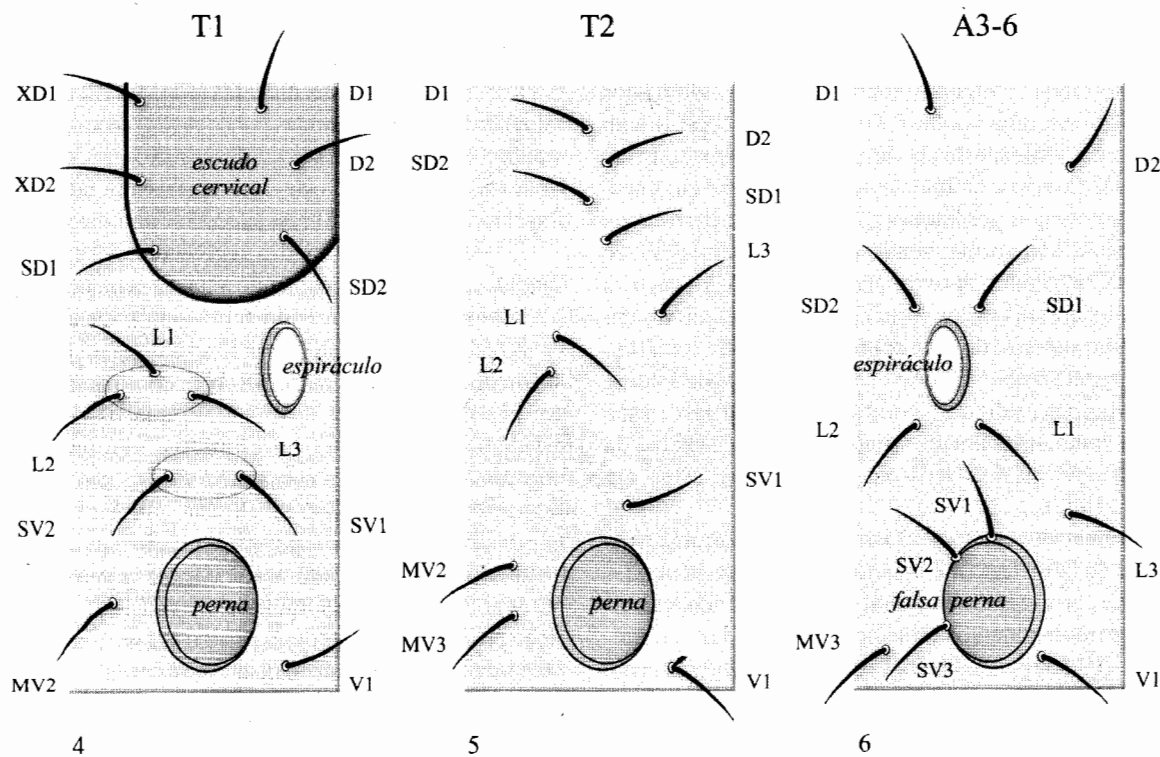 T1
XD1
D1
D2
escudo
cervical
XD2
SD1
SD2
L1
espiráculo
L2
L3
SV2
SV1
perna
MV2
V1
4
T2
D1
D2
SD2
SD1
L3
L1
L2
SV1
MV2
perna
MV3
V1
5
A3-6
D1
D2
SD2
SD1
espiráculo
L2
L1
SV1
SV2
L3
falsa perna
MV3
SV3
V1
6